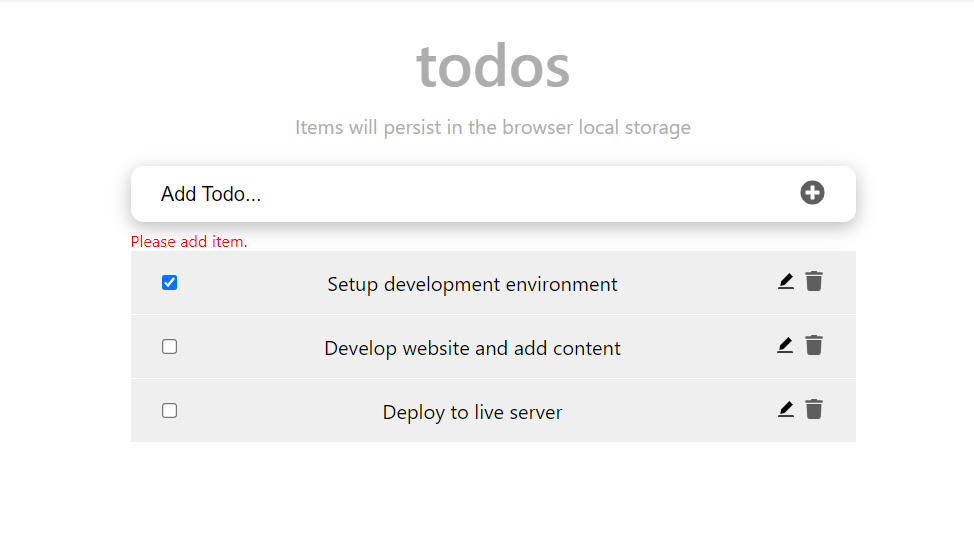 todos
Items will persist in the browser local storage
Add Todo...
Please add item.
Setup development environment
Develop website and add content
Deploy to live server